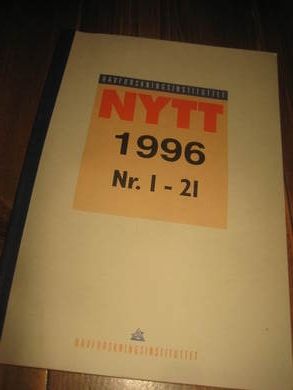 HAVFORSKNINGSINSTITUTTET
NYTT
1996
Nr. 1 - 21
HAVFORSKNINGSINSTITUTTET